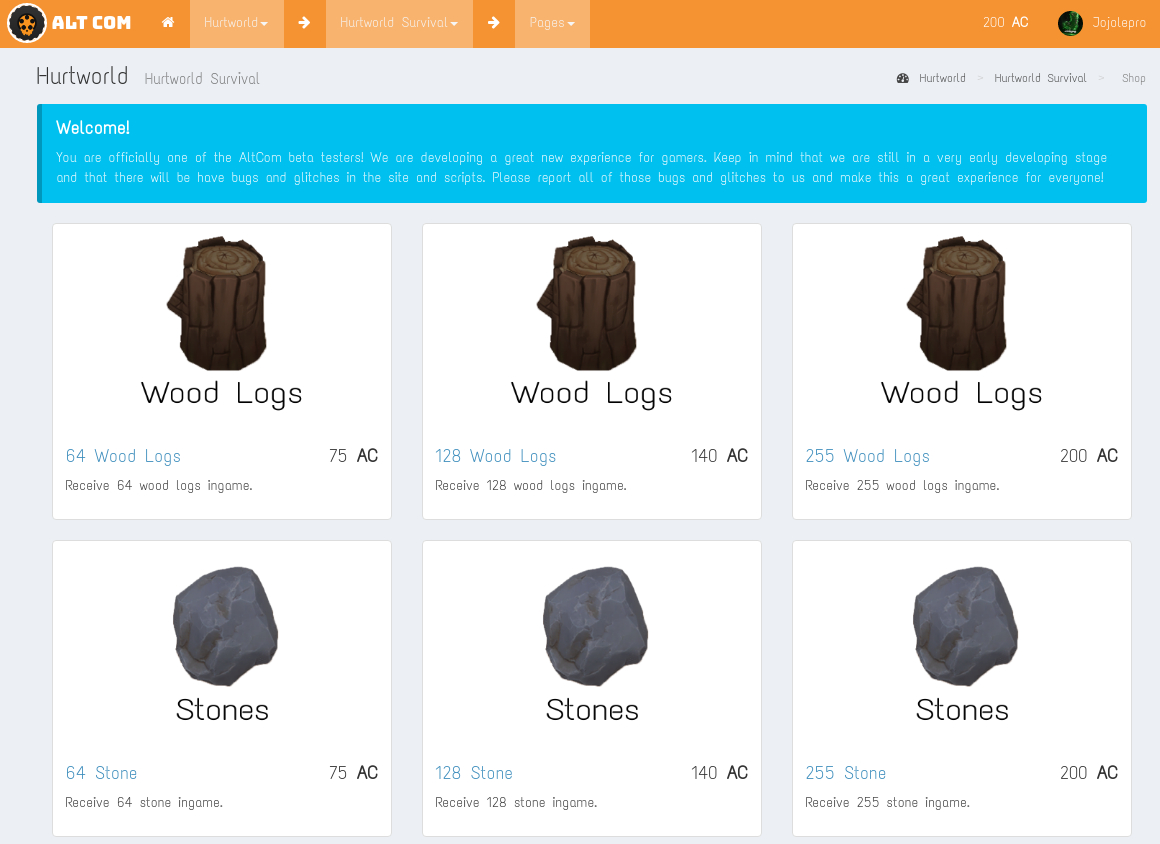 ALT COM Hurtworld Hurtworld Survival Pages 200 AC Jojolepro
Hurtworld Hurtworld Survival Hurtworld > Hurtworld Survival > Shop
Welcome!
You are officially one of the AltCom beta testers! We are developing a great new experience for gamers. Keep in mind that we are still in a very early developing stage
and that there will be have bugs and glitches in the site and scripts. Please report all of those bugs and glitches to us and make this a great experience for everyone!
Wood Logs Wood Logs Wood Logs
64 Wood Logs 75 AC 128 Wood Logs 140 AC 255 Wood Logs 200 AC
Receive 64 wood logs ingame. Receive 128 wood logs ingame. Receive 255 wood logs ingame.
Stones Stones Stones
64 Stone 75 AC 128 Stone 140 AC 255 Stone 200 AC
Receive 64 stone ingame. Receive 128 stone ingame. Receive 255 stone ingame.